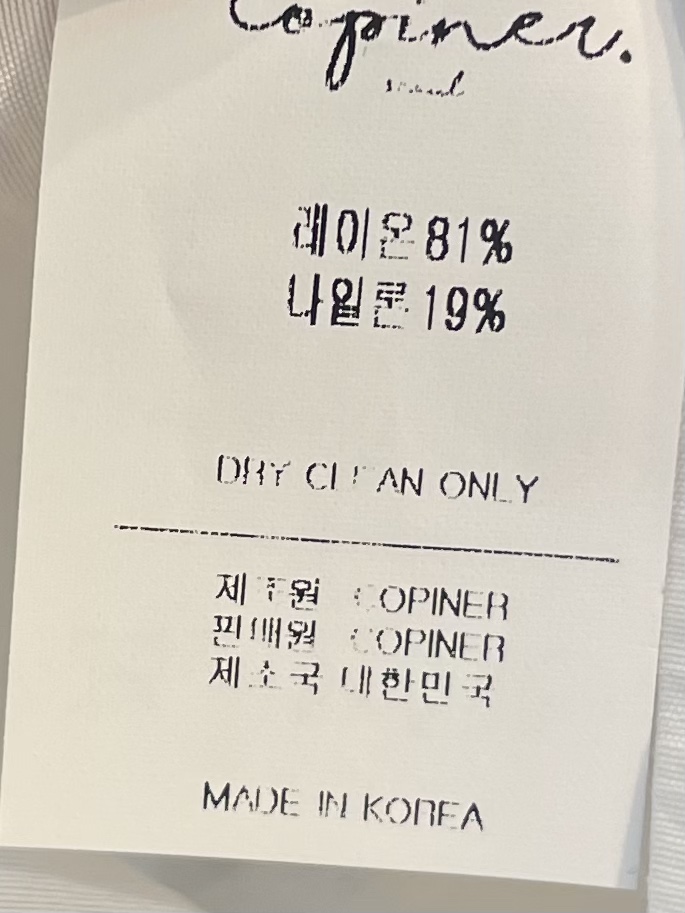 Copiner.
seoul
레이온 81%
나일론 19%
DRY CLEAN ONLY
제조원 COPINER
판매원 COPINER
제조국 대한민국
MADE IN KOREA